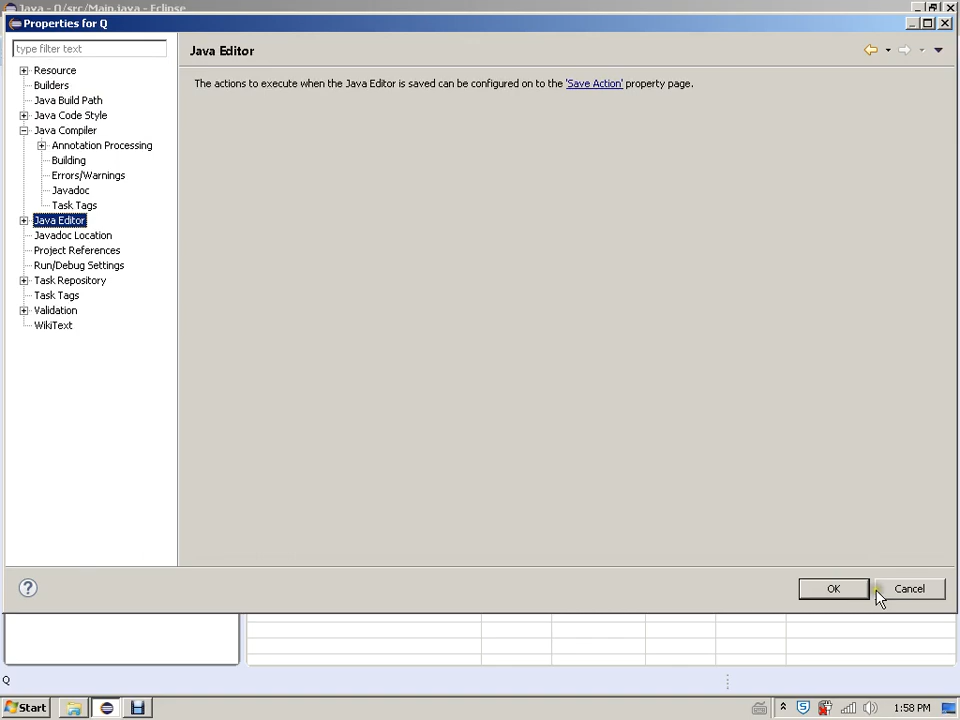 Java - Q/src/Main.java - Eclipse
Properties for Q
type filter text
Java Editor
Resource
Builders
Java Build Path
Java Code Style
Java Compiler
Annotation Processing
Building
Errors/Warnings
Javadoc
Task Tags
Java Editor
Javadoc Location
Project References
Run/Debug Settings
Task Repository
Task Tags
Validation
WikiText
The actions to execute when the Java Editor is saved can be configured on to the 'Save Action' property page.
?
OK
Cancel
Q
Start
S
1:58 PM